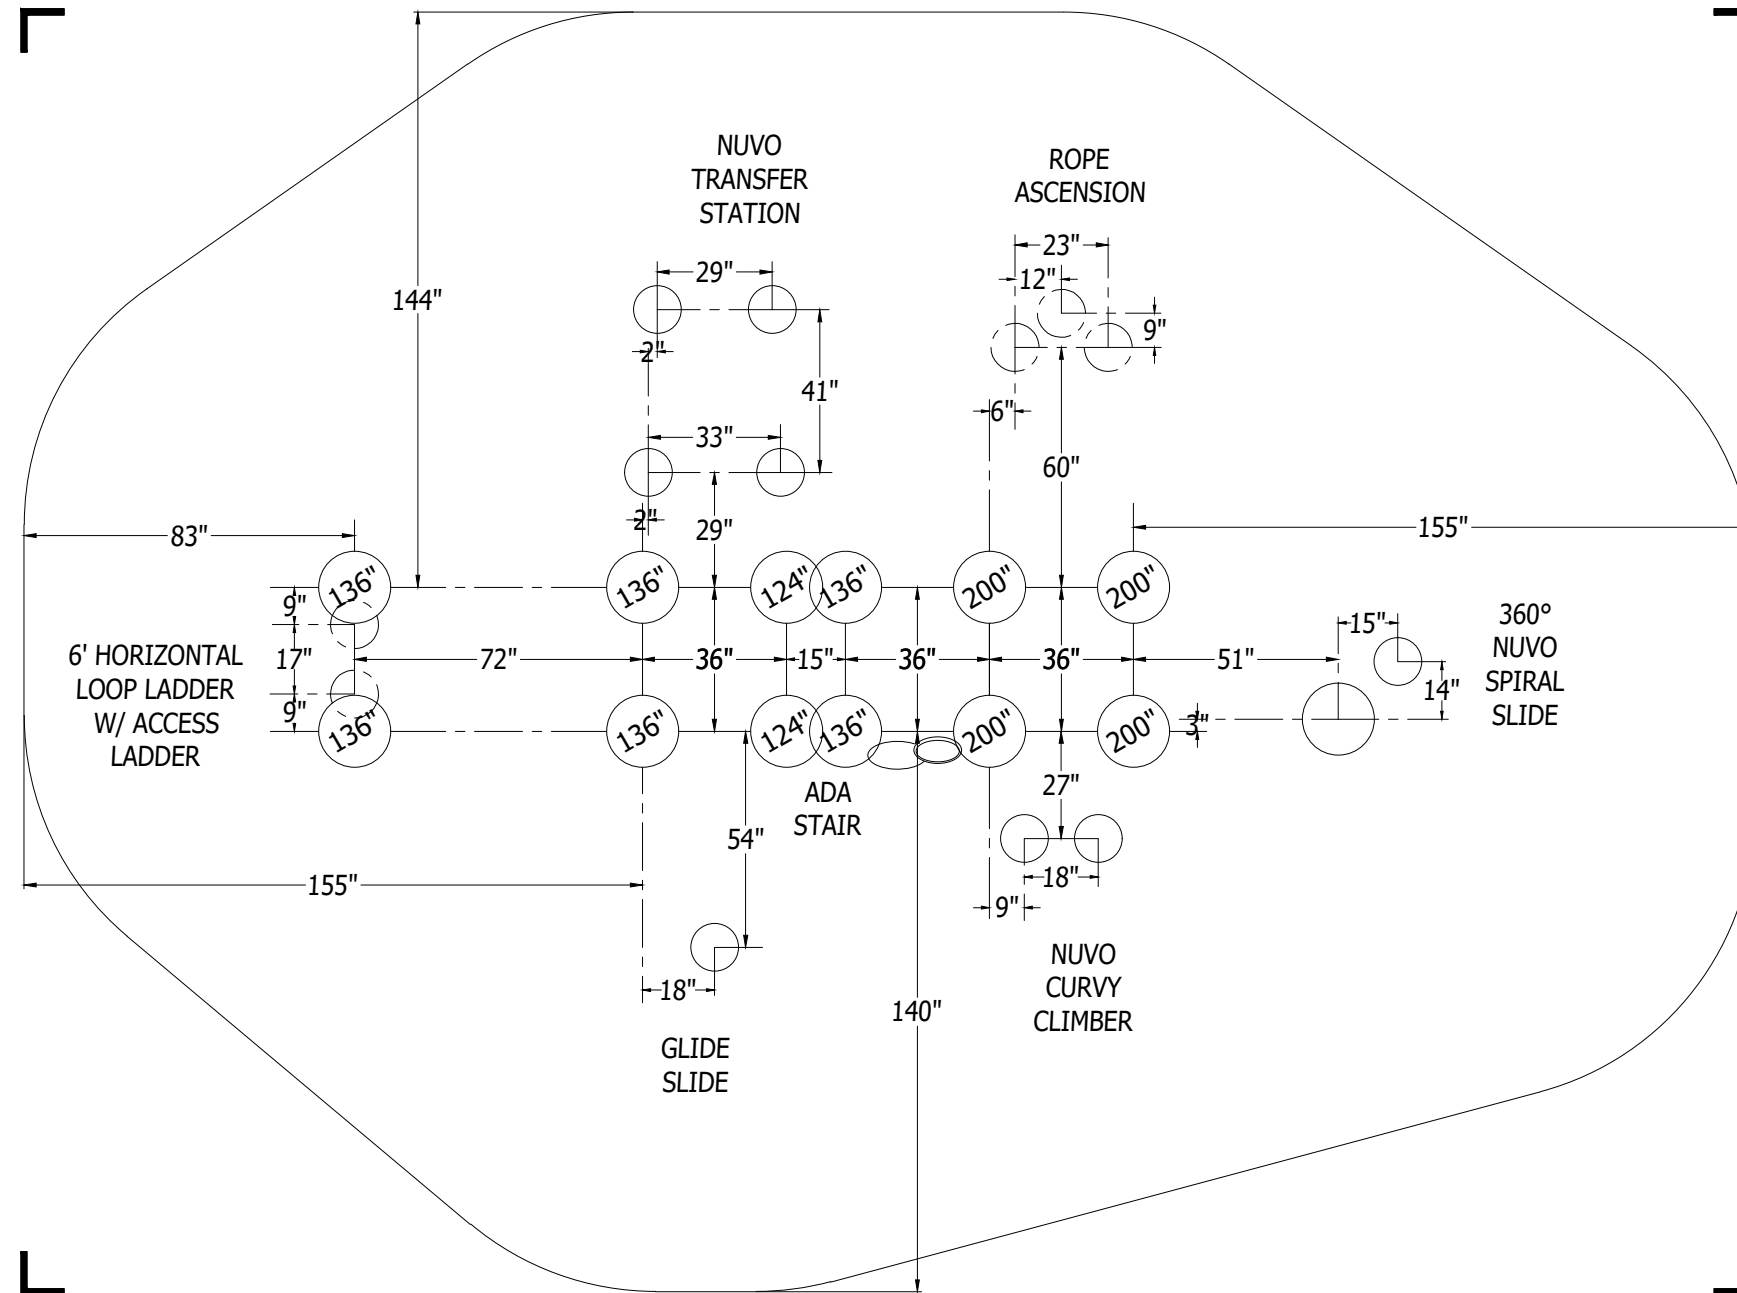 NUVO
TRANSFER
STATION
ROPE
ASCENSION
23"
12"
29"
144"
9"
2"
41"
6"
33"
60"
2"
29"
83"
155"
136"
136"
124"
136"
200"
200"
9"
17"
9"
6' HORIZONTAL
LOOP LADDER
W/ ACCESS
LADDER
72"
36"
15"
36"
36"
51"
15"
14"
3"
360°
NUVO
SPIRAL
SLIDE
136"
136"
124"
136"
200"
200"
ADA
STAIR
27"
54"
18"
9"
155"
18"
140"
NUVO
CURVY
CLIMBER
GLIDE
SLIDE